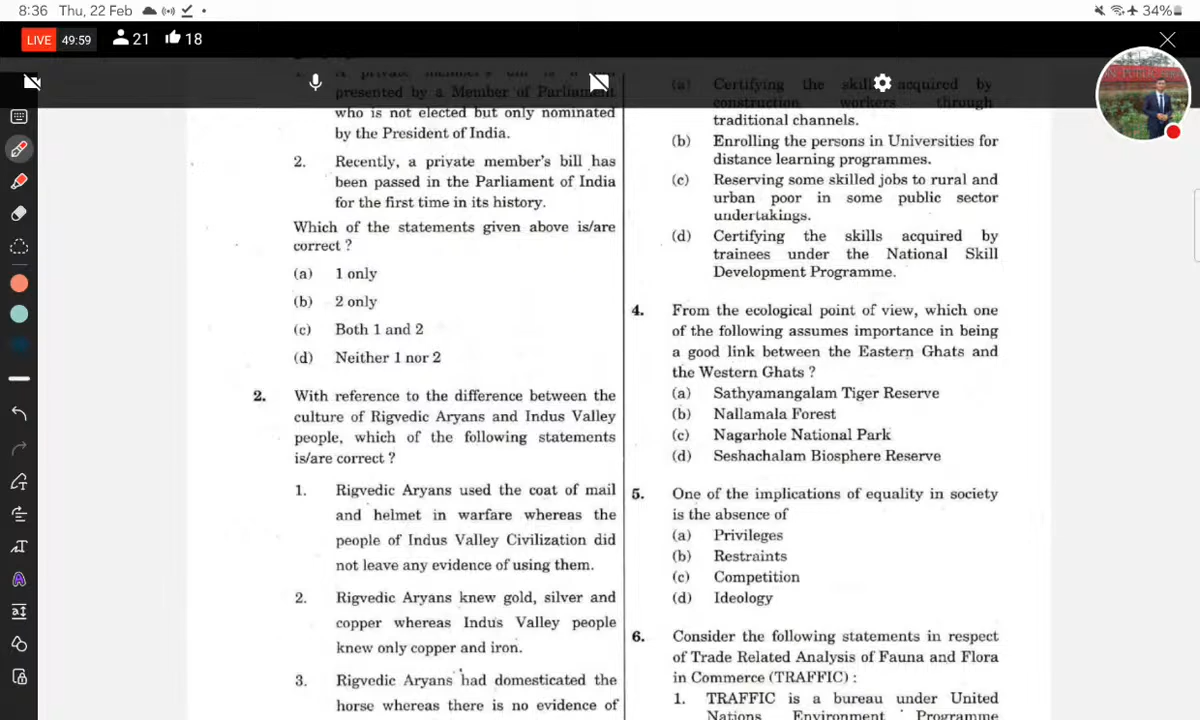 8:36 Thu, 22 Feb
34%
LIVE 49:59 21 18
presented by a Member of Parliament
who is not elected but only nominated
by the President of India.
2. Recently, a private member's bill has
been passed in the Parliament of India
for the first time in its history.
Which of the statements given above is/are
correct ?
(a) 1 only
(b) 2 only
(c) Both 1 and 2
(d) Neither 1 nor 2
2. With reference to the difference between the
culture of Rigvedic Aryans and Indus Valley
people, which of the following statements
is/are correct ?
1. Rigvedic Aryans used the coat of mail
and helmet in warfare whereas the
people of Indus Valley Civilization did
not leave any evidence of using them.
2. Rigvedic Aryans knew gold, silver and
copper whereas Indus Valley people
knew only copper and iron.
3. Rigvedic Aryans had domesticated the
horse whereas there is no evidence of
(a) Certifying the skills acquired by
construction workers through
traditional channels.
(b) Enrolling the persons in Universities for
distance learning programmes.
(c) Reserving some skilled jobs to rural and
urban poor in some public sector
undertakings.
(d) Certifying the skills acquired by
trainees under the National Skill
Development Programme.
4. From the ecological point of view, which one
of the following assumes importance in being
a good link between the Eastern Ghats and
the Western Ghats ?
(a) Sathyamangalam Tiger Reserve
(b) Nallamala Forest
(c) Nagarhole National Park
(d) Seshachalam Biosphere Reserve
5. One of the implications of equality in society
is the absence of
(a) Privileges
(b) Restraints
(c) Competition
(d) Ideology
6. Consider the following statements in respect
of Trade Related Analysis of Fauna and Flora
in Commerce (TRAFFIC) :
1. TRAFFIC is a bureau under United
Nations Environment Programme